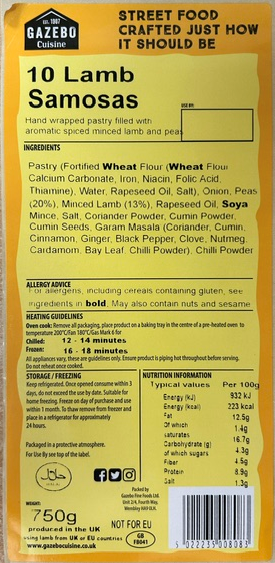 EST. 1987
GAZEBO
Cuisine
STREET FOOD
CRAFTED JUST HOW
IT SHOULD BE
10 Lamb
Samosas
USE BY:
Hand wrapped pastry filled with
aromatic spiced minced lamb and peas
INGREDIENTS
Pastry (Fortified Wheat Flour (Wheat Flour
Calcium Carbonate, Iron, Niacin, Folic Acid,
Thiamine), Water, Rapeseed Oil, Salt), Onion, Peas
(20%), Minced Lamb (13%), Rapeseed Oil, Soya
Mince, Salt, Coriander Powder, Cumin Powder,
Cumin Seeds, Garam Masala (Coriander, Cumin,
Cinnamon, Ginger, Black Pepper, Clove, Nutmeg,
Cardamom, Bay Leaf, Chilli Powder), Chilli Powder
ALLERGY ADVICE
For allergens, including cereals containing gluten, see
ingredients in bold. May also contain nuts and sesame
HEATING GUIDELINES
Oven cook: Remove all packaging, place product on a baking tray in the centre of a pre-heated oven to
temperature 200°C/Fan 180°C/Gas Mark 6 for
Chilled: 12 - 14 minutes
Frozen: 16 - 18 minutes
All appliances vary, these are guidelines only. Ensure product is piping hot throughout before serving.
Do not reheat once cooked.
STORAGE / FREEZING
Keep refrigerated. Once opened consume within 3
days, do not exceed the use by date. Suitable for
home freezing. Freeze on day of purchase and use
within 1 month. To thaw remove from freezer and
place in a refrigerator for approximately
24 hours.
Packaged in a protective atmosphere.
For Use By see top of the label.
NUTRITION INFORMATION
Typical values Per 100g
Energy (kJ) 932 kJ
Energy (kcal) 223 kcal
Fat 12.5g
Of which 1.4g
saturates
Carbohydrate (g) 16.7g
of which sugars 4.3g
Fiber 4.5g
Protein 8.9g
Salt 1.3g
حلال
HALAL
Packed by
Gazebo Fine Foods Ltd.
Unit 2/4, Fourth Way,
Wembley HA9 0LH.
WEIGHT:
750g
NOT FOR EU
produced in the UK
using lamb from UK or EU countries
www.gazebocuisine.co.uk
GB
FB041
5 022235 008083